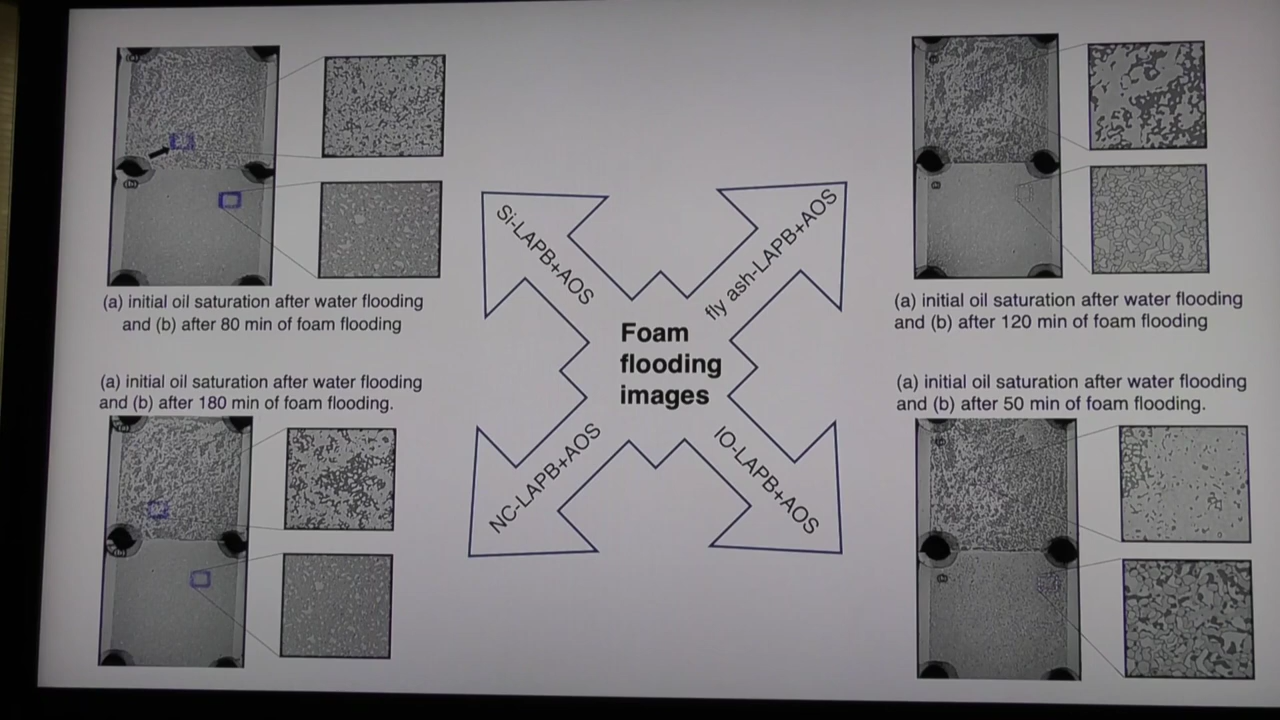 (a)
(b)
(a) initial oil saturation after water flooding
and (b) after 80 min of foam flooding
(a) initial oil saturation after water flooding
and (b) after 120 min of foam flooding
Si-LAPB+AOS
fly ash-LAPB+AOS
Foam
flooding
images
NC-LAPB+AOS
IO-LAPB+AOS
(a) initial oil saturation after water flooding
and (b) after 180 min of foam flooding.
(a)
(b)
(a) initial oil saturation after water flooding
and (b) after 50 min of foam flooding.